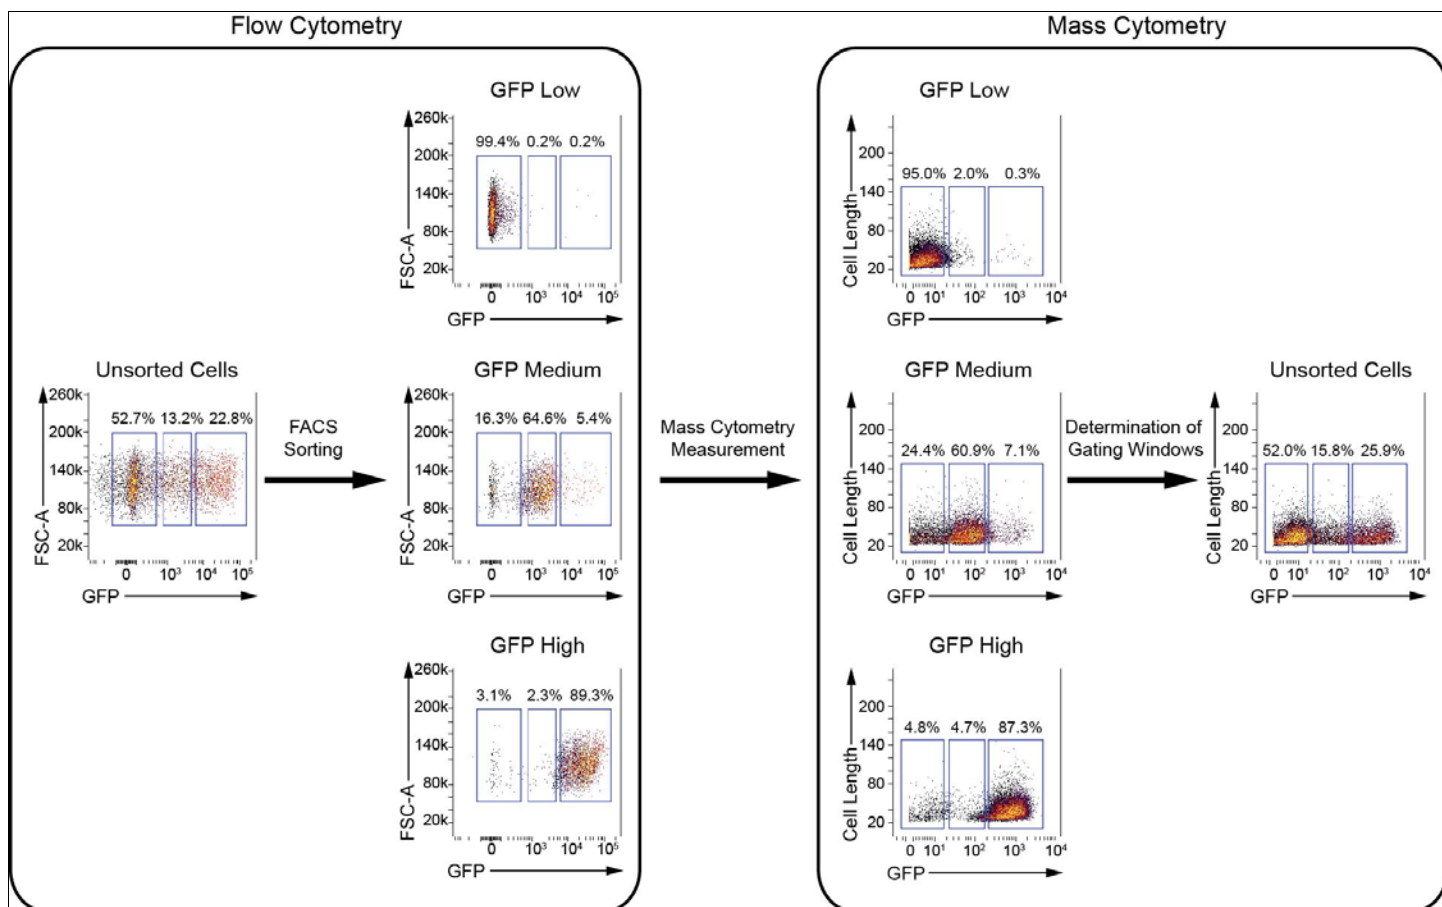 Flow Cytometry
Mass Cytometry
GFP Low
260k
200k
140k
80k
20k
FSC-A
99.4% 0.2% 0.2%
0 10³ 10⁴ 10⁵
GFP
GFP Low
200
140
80
20
Cell Length
95.0% 2.0% 0.3%
0 10¹ 10² 10³ 10⁴
GFP
Unsorted Cells
260k
200k
140k
80k
20k
FSC-A
52.7% 13.2% 22.8%
0 10³ 10⁴ 10⁵
GFP
FACS
Sorting
GFP Medium
260k
200k
140k
80k
20k
FSC-A
16.3% 64.6% 5.4%
0 10³ 10⁴ 10⁵
GFP
Mass Cytometry
Measurement
GFP Medium
200
140
80
20
Cell Length
24.4% 60.9% 7.1%
0 10¹ 10² 10³ 10⁴
GFP
Determination of
Gating Windows
Unsorted Cells
200
140
80
20
Cell Length
52.0% 15.8% 25.9%
0 10¹ 10² 10³ 10⁴
GFP
GFP High
260k
200k
140k
80k
20k
FSC-A
3.1% 2.3% 89.3%
0 10³ 10⁴ 10⁵
GFP
GFP High
200
140
80
20
Cell Length
4.8% 4.7% 87.3%
0 10¹ 10² 10³ 10⁴
GFP